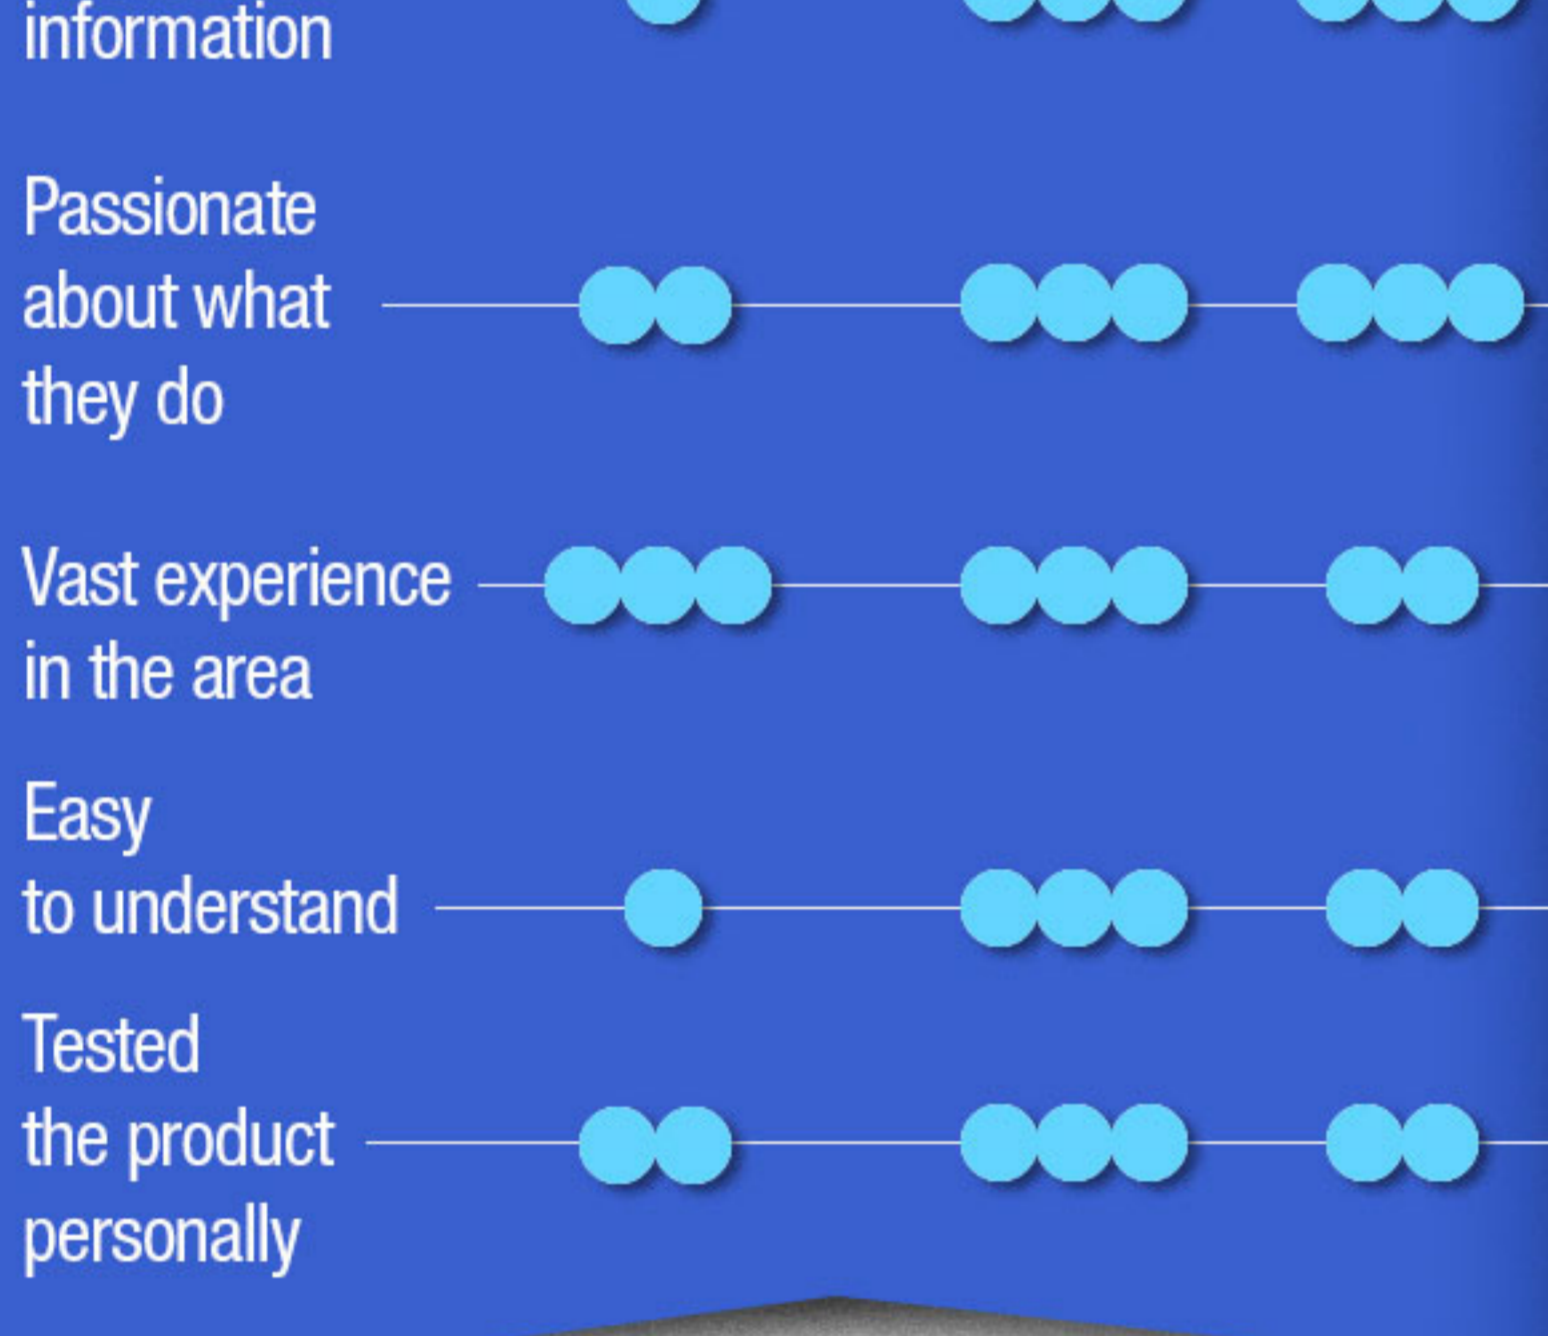 information
Passionate
about what
they do
Vast experience
in the area
Easy
to understand
Tested
the product
personally